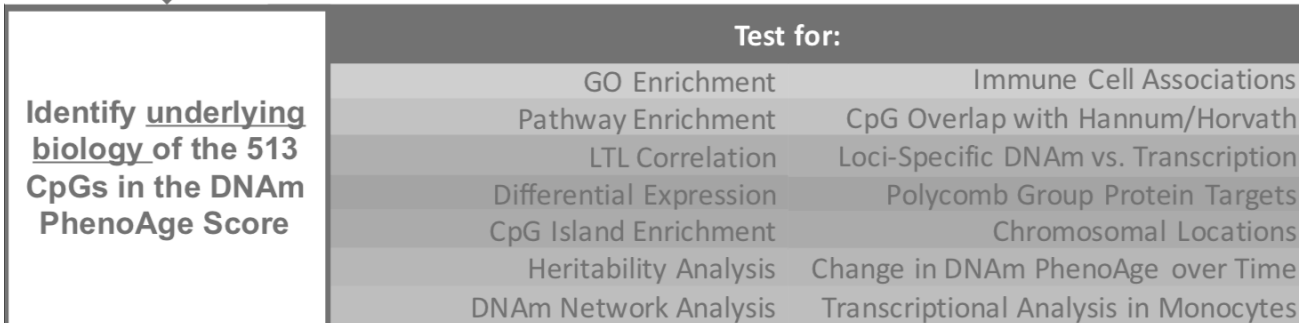 Test for:
Identify underlying
biology of the 513
CpGs in the DNAm
PhenoAge Score
GO Enrichment
Immune Cell Associations
Pathway Enrichment
CpG Overlap with Hannum/Horvath
LTL Correlation
Loci-Specific DNAm vs. Transcription
Differential Expression
Polycomb Group Protein Targets
CpG Island Enrichment
Chromosomal Locations
Heritability Analysis
Change in DNAm PhenoAge over Time
DNAm Network Analysis
Transcriptional Analysis in Monocytes